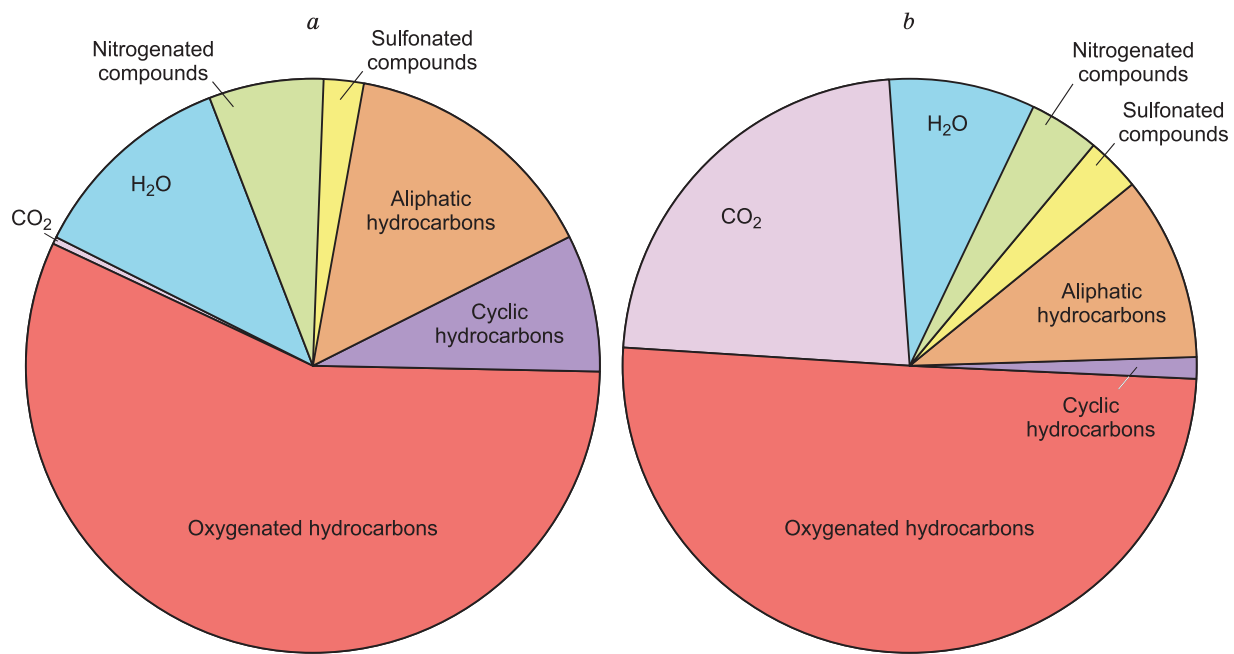 a
Nitrogenated
compounds
Sulfonated
compounds
H₂O
CO₂
Aliphatic
hydrocarbons
Cyclic
hydrocarbons
Oxygenated hydrocarbons
b
Nitrogenated
compounds
Sulfonated
compounds
H₂O
CO₂
Aliphatic
hydrocarbons
Cyclic
hydrocarbons
Oxygenated hydrocarbons